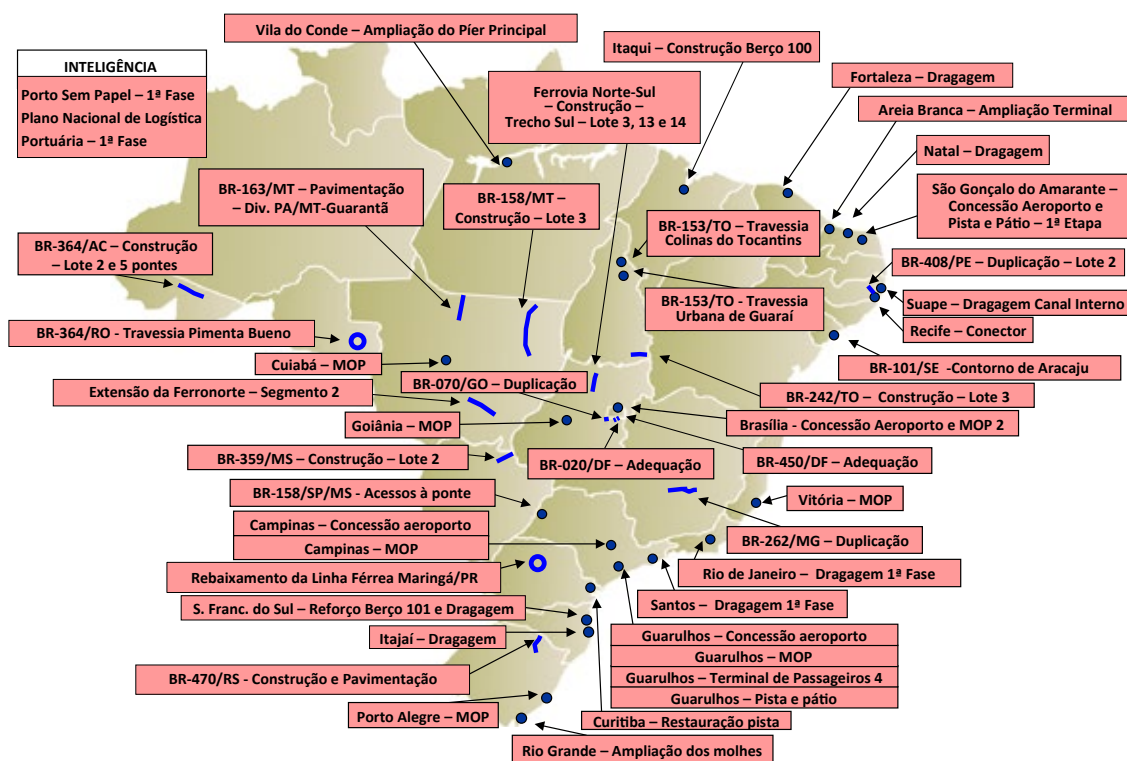 Vila do Conde – Ampliação do Píer Principal
Itaqui – Construção Berço 100
INTELIGÊNCIA
Porto Sem Papel – 1ª Fase
Plano Nacional de Logística
Portuária – 1ª Fase
Ferrovia Norte-Sul
– Construção –
Trecho Sul – Lote 3, 13 e 14
Fortaleza – Dragagem
Areia Branca – Ampliação Terminal
Natal – Dragagem
São Gonçalo do Amarante –
Concessão Aeroporto e
Pista e Pátio – 1ª Etapa
BR-163/MT – Pavimentação
– Div. PA/MT-Guarantã
BR-158/MT –
Construção – Lote 3
BR-153/TO – Travessia
Colinas do Tocantins
BR-364/AC – Construção
– Lote 2 e 5 pontes
BR-408/PE – Duplicação – Lote 2
BR-153/TO - Travessia
Urbana de Guaraí
Suape – Dragagem Canal Interno
Recife – Conector
BR-364/RO - Travessia Pimenta Bueno
Cuiabá – MOP
BR-101/SE -Contorno de Aracaju
BR-070/GO – Duplicação
Extensão da Ferronorte – Segmento 2
BR-242/TO – Construção – Lote 3
Goiânia – MOP
Brasília - Concessão Aeroporto e MOP 2
BR-359/MS – Construção – Lote 2
BR-020/DF – Adequação
BR-450/DF – Adequação
BR-158/SP/MS - Acessos à ponte
Vitória – MOP
Campinas – Concessão aeroporto
Campinas – MOP
BR-262/MG – Duplicação
Rebaixamento da Linha Férrea Maringá/PR
Rio de Janeiro – Dragagem 1ª Fase
S. Franc. do Sul – Reforço Berço 101 e Dragagem
Santos – Dragagem 1ª Fase
Itajaí – Dragagem
Guarulhos – Concessão aeroporto
Guarulhos – MOP
Guarulhos – Terminal de Passageiros 4
Guarulhos – Pista e pátio
BR-470/RS - Construção e Pavimentação
Porto Alegre – MOP
Curitiba – Restauração pista
Rio Grande – Ampliação dos molhes